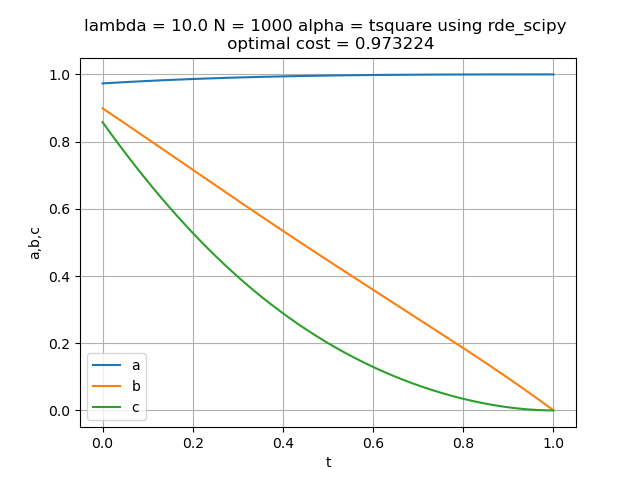 lambda = 10.0 N = 1000 alpha = tsquare using rde_scipy
optimal cost = 0.973224
1.0
0.8
0.6
0.4
0.2
0.0
a,b,c
a
b
c
0.0 0.2 0.4 0.6 0.8 1.0
t